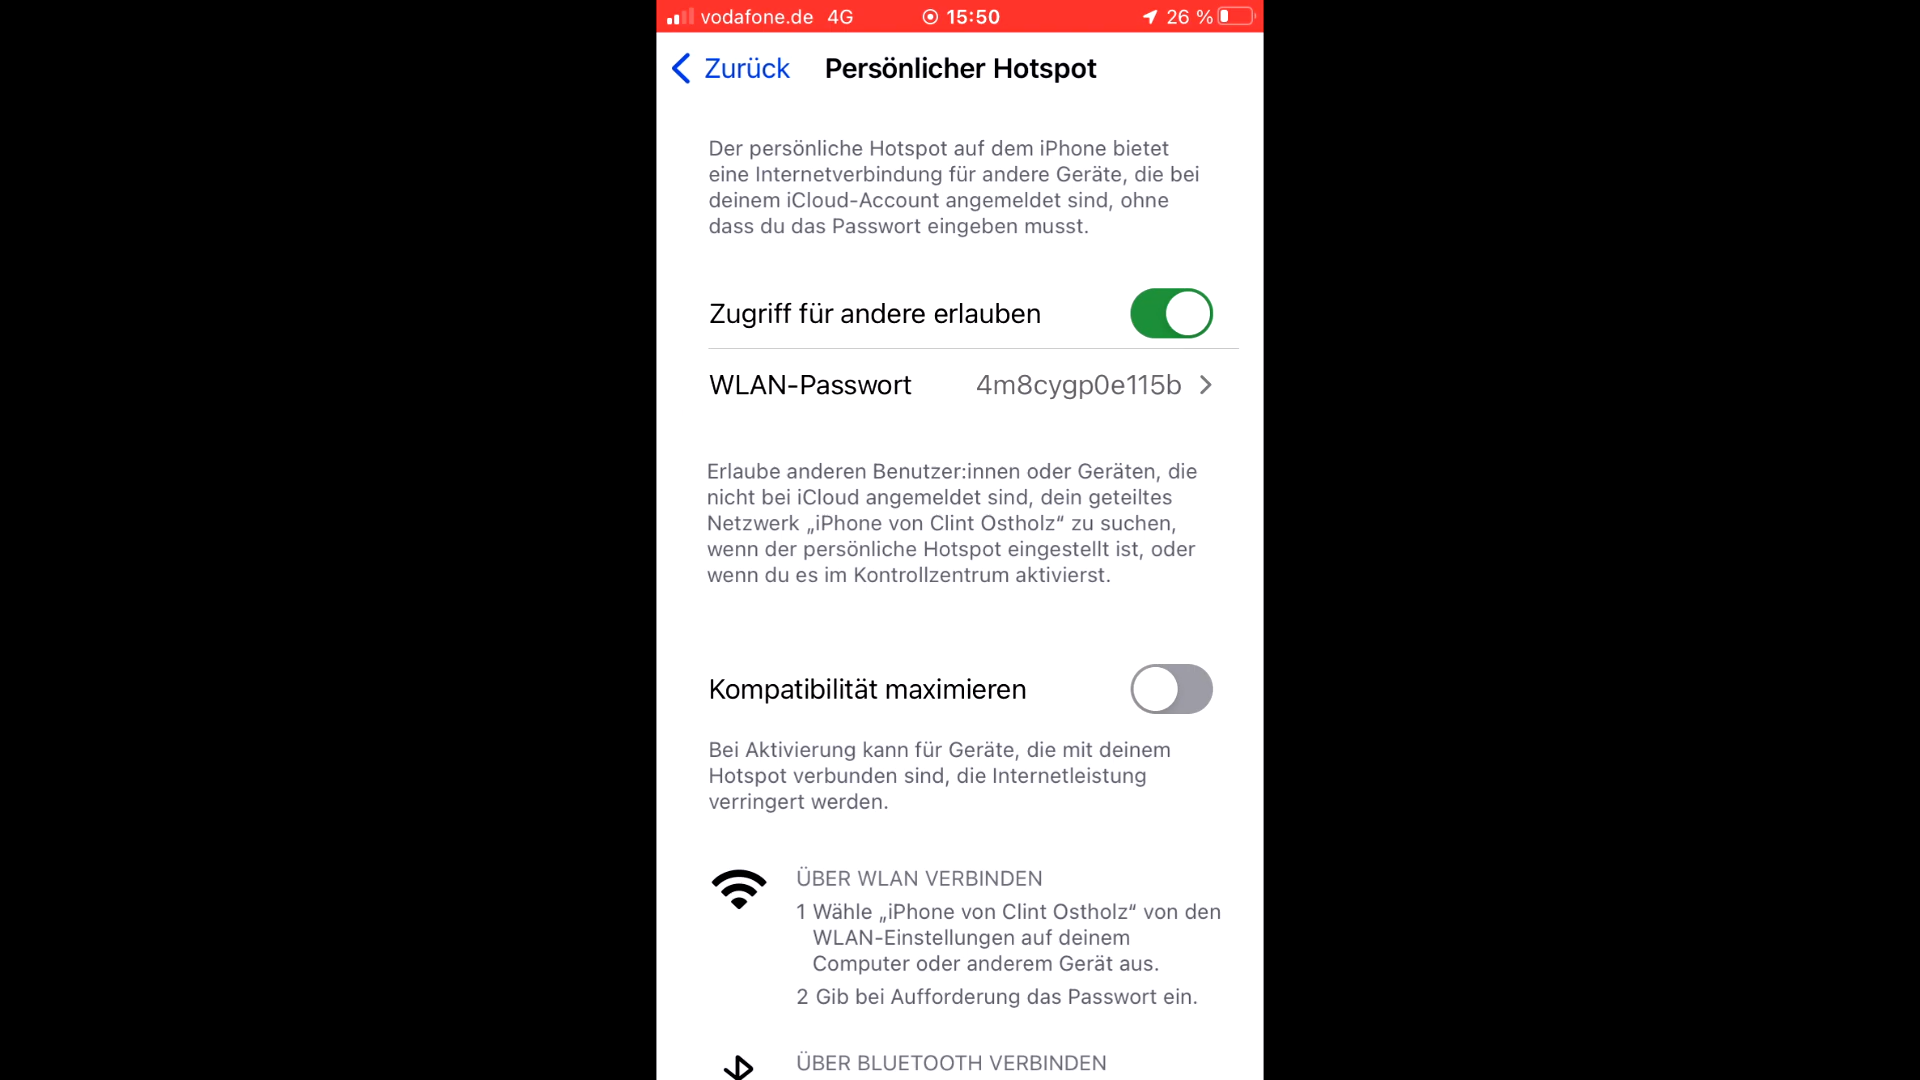 vodafone.de 4G 15:50 26 %
Zurück Persönlicher Hotspot
Der persönliche Hotspot auf dem iPhone bietet
eine Internetverbindung für andere Geräte, die bei
deinem iCloud-Account angemeldet sind, ohne
dass du das Passwort eingeben musst.
Zugriff für andere erlauben
WLAN-Passwort 4m8cygp0e115b
Erlaube anderen Benutzer:innen oder Geräten, die
nicht bei iCloud angemeldet sind, dein geteiltes
Netzwerk „iPhone von Clint Ostholz“ zu suchen,
wenn der persönliche Hotspot eingestellt ist, oder
wenn du es im Kontrollzentrum aktivierst.
Kompatibilität maximieren
Bei Aktivierung kann für Geräte, die mit deinem
Hotspot verbunden sind, die Internetleistung
verringert werden.
ÜBER WLAN VERBINDEN
1 Wähle „iPhone von Clint Ostholz“ von den
WLAN-Einstellungen auf deinem
Computer oder anderem Gerät aus.
2 Gib bei Aufforderung das Passwort ein.
ÜBER BLUETOOTH VERBINDEN